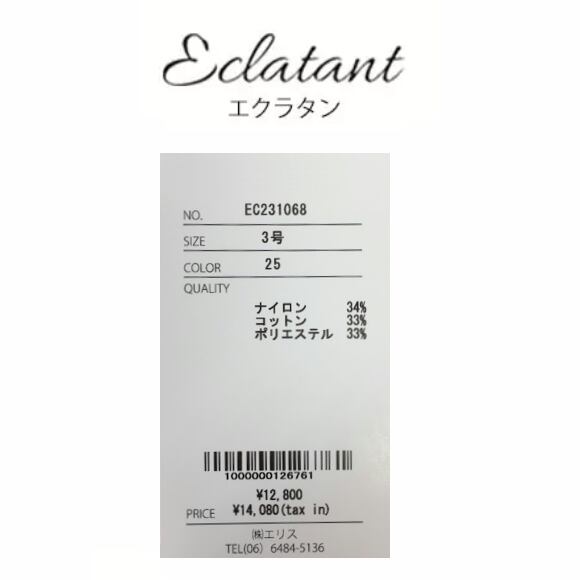 Eclatant
エクラタン
NO. EC231068
SIZE 3号
COLOR 25
QUALITY
ナイロン 34%
コットン 33%
ポリエステル 33%
1000000126761
¥12,800
PRICE ¥14,080(tax in)
㈱エリス
TEL(06) 6484-5136